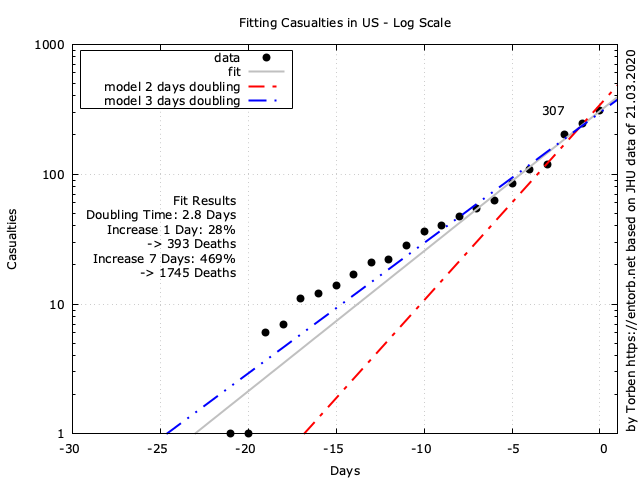 Fitting Casualties in US - Log Scale
1000
100
10
1
Casualties
data
fit
model 2 days doubling
model 3 days doubling
307
Fit Results
Doubling Time: 2.8 Days
Increase 1 Day: 28%
-> 393 Deaths
Increase 7 Days: 469%
-> 1745 Deaths
-30 -25 -20 -15 -10 -5 0
Days
by Torben https://entorb.net based on JHU data of 21.03.2020